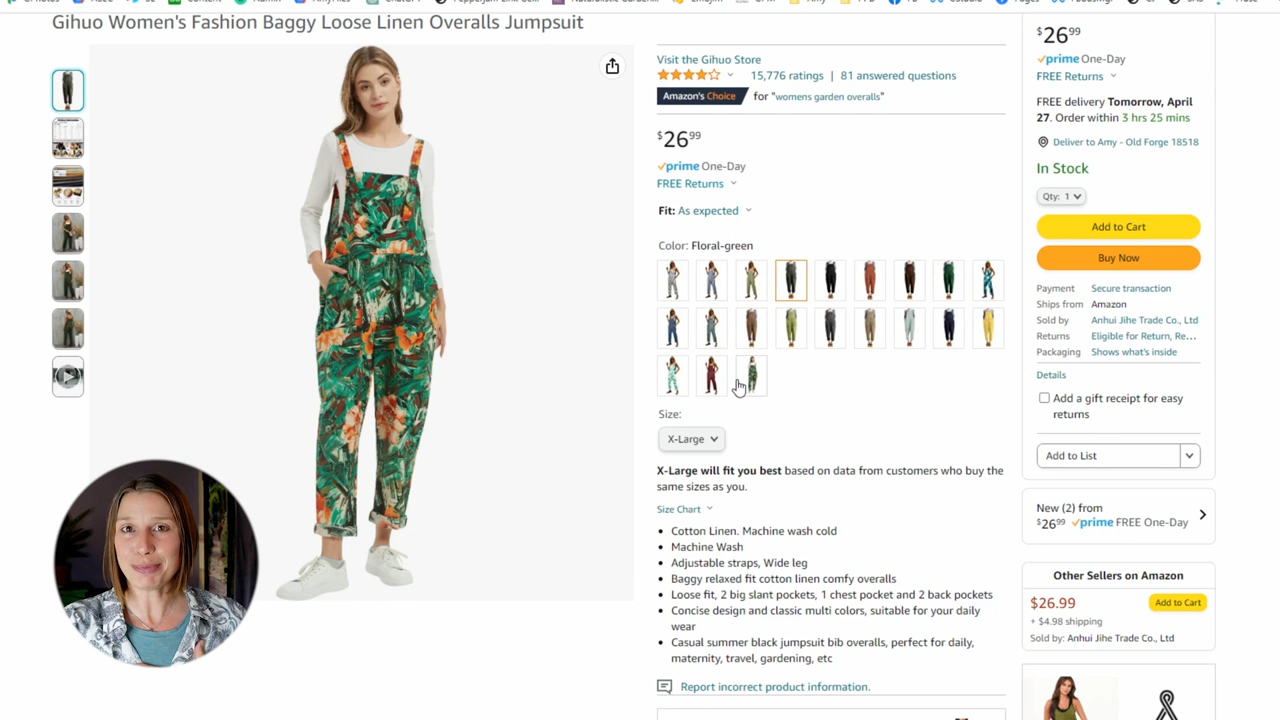 Gihuo Women's Fashion Baggy Loose Linen Overalls Jumpsuit
Visit the Gihuo Store
15,776 ratings | 81 answered questions
Amazon's Choice for "womens garden overalls"
$26.99
prime One-Day
FREE Returns
Fit: As expected
Color: Floral-green
Size:
X-Large
X-Large will fit you best based on data from customers who buy the
same sizes as you.
Size Chart
• Cotton Linen. Machine wash cold
• Machine Wash
• Adjustable straps, Wide leg
• Baggy relaxed fit cotton linen comfy overalls
• Loose fit, 2 big slant pockets, 1 chest pocket and 2 back pockets
• Concise design and classic multi colors, suitable for your daily
wear
• Casual summer black jumpsuit bib overalls, perfect for daily,
maternity, travel, gardening, etc
Report incorrect product information.
$26.99
prime One-Day
FREE Returns
FREE delivery Tomorrow, April
27. Order within 3 hrs 25 mins
Deliver to Amy - Old Forge 18518
In Stock
Qty: 1
Add to Cart
Buy Now
Payment Secure transaction
Ships from Amazon
Sold by Anhui Jihe Trade Co., Ltd
Returns Eligible for Return, Re...
Packaging Shows what's inside
Details
Add a gift receipt for easy
returns
Add to List
New (2) from
$26.99 prime FREE One-Day
Other Sellers on Amazon
$26.99 Add to Cart
+ $4.98 shipping
Sold by: Anhui Jihe Trade Co., Ltd